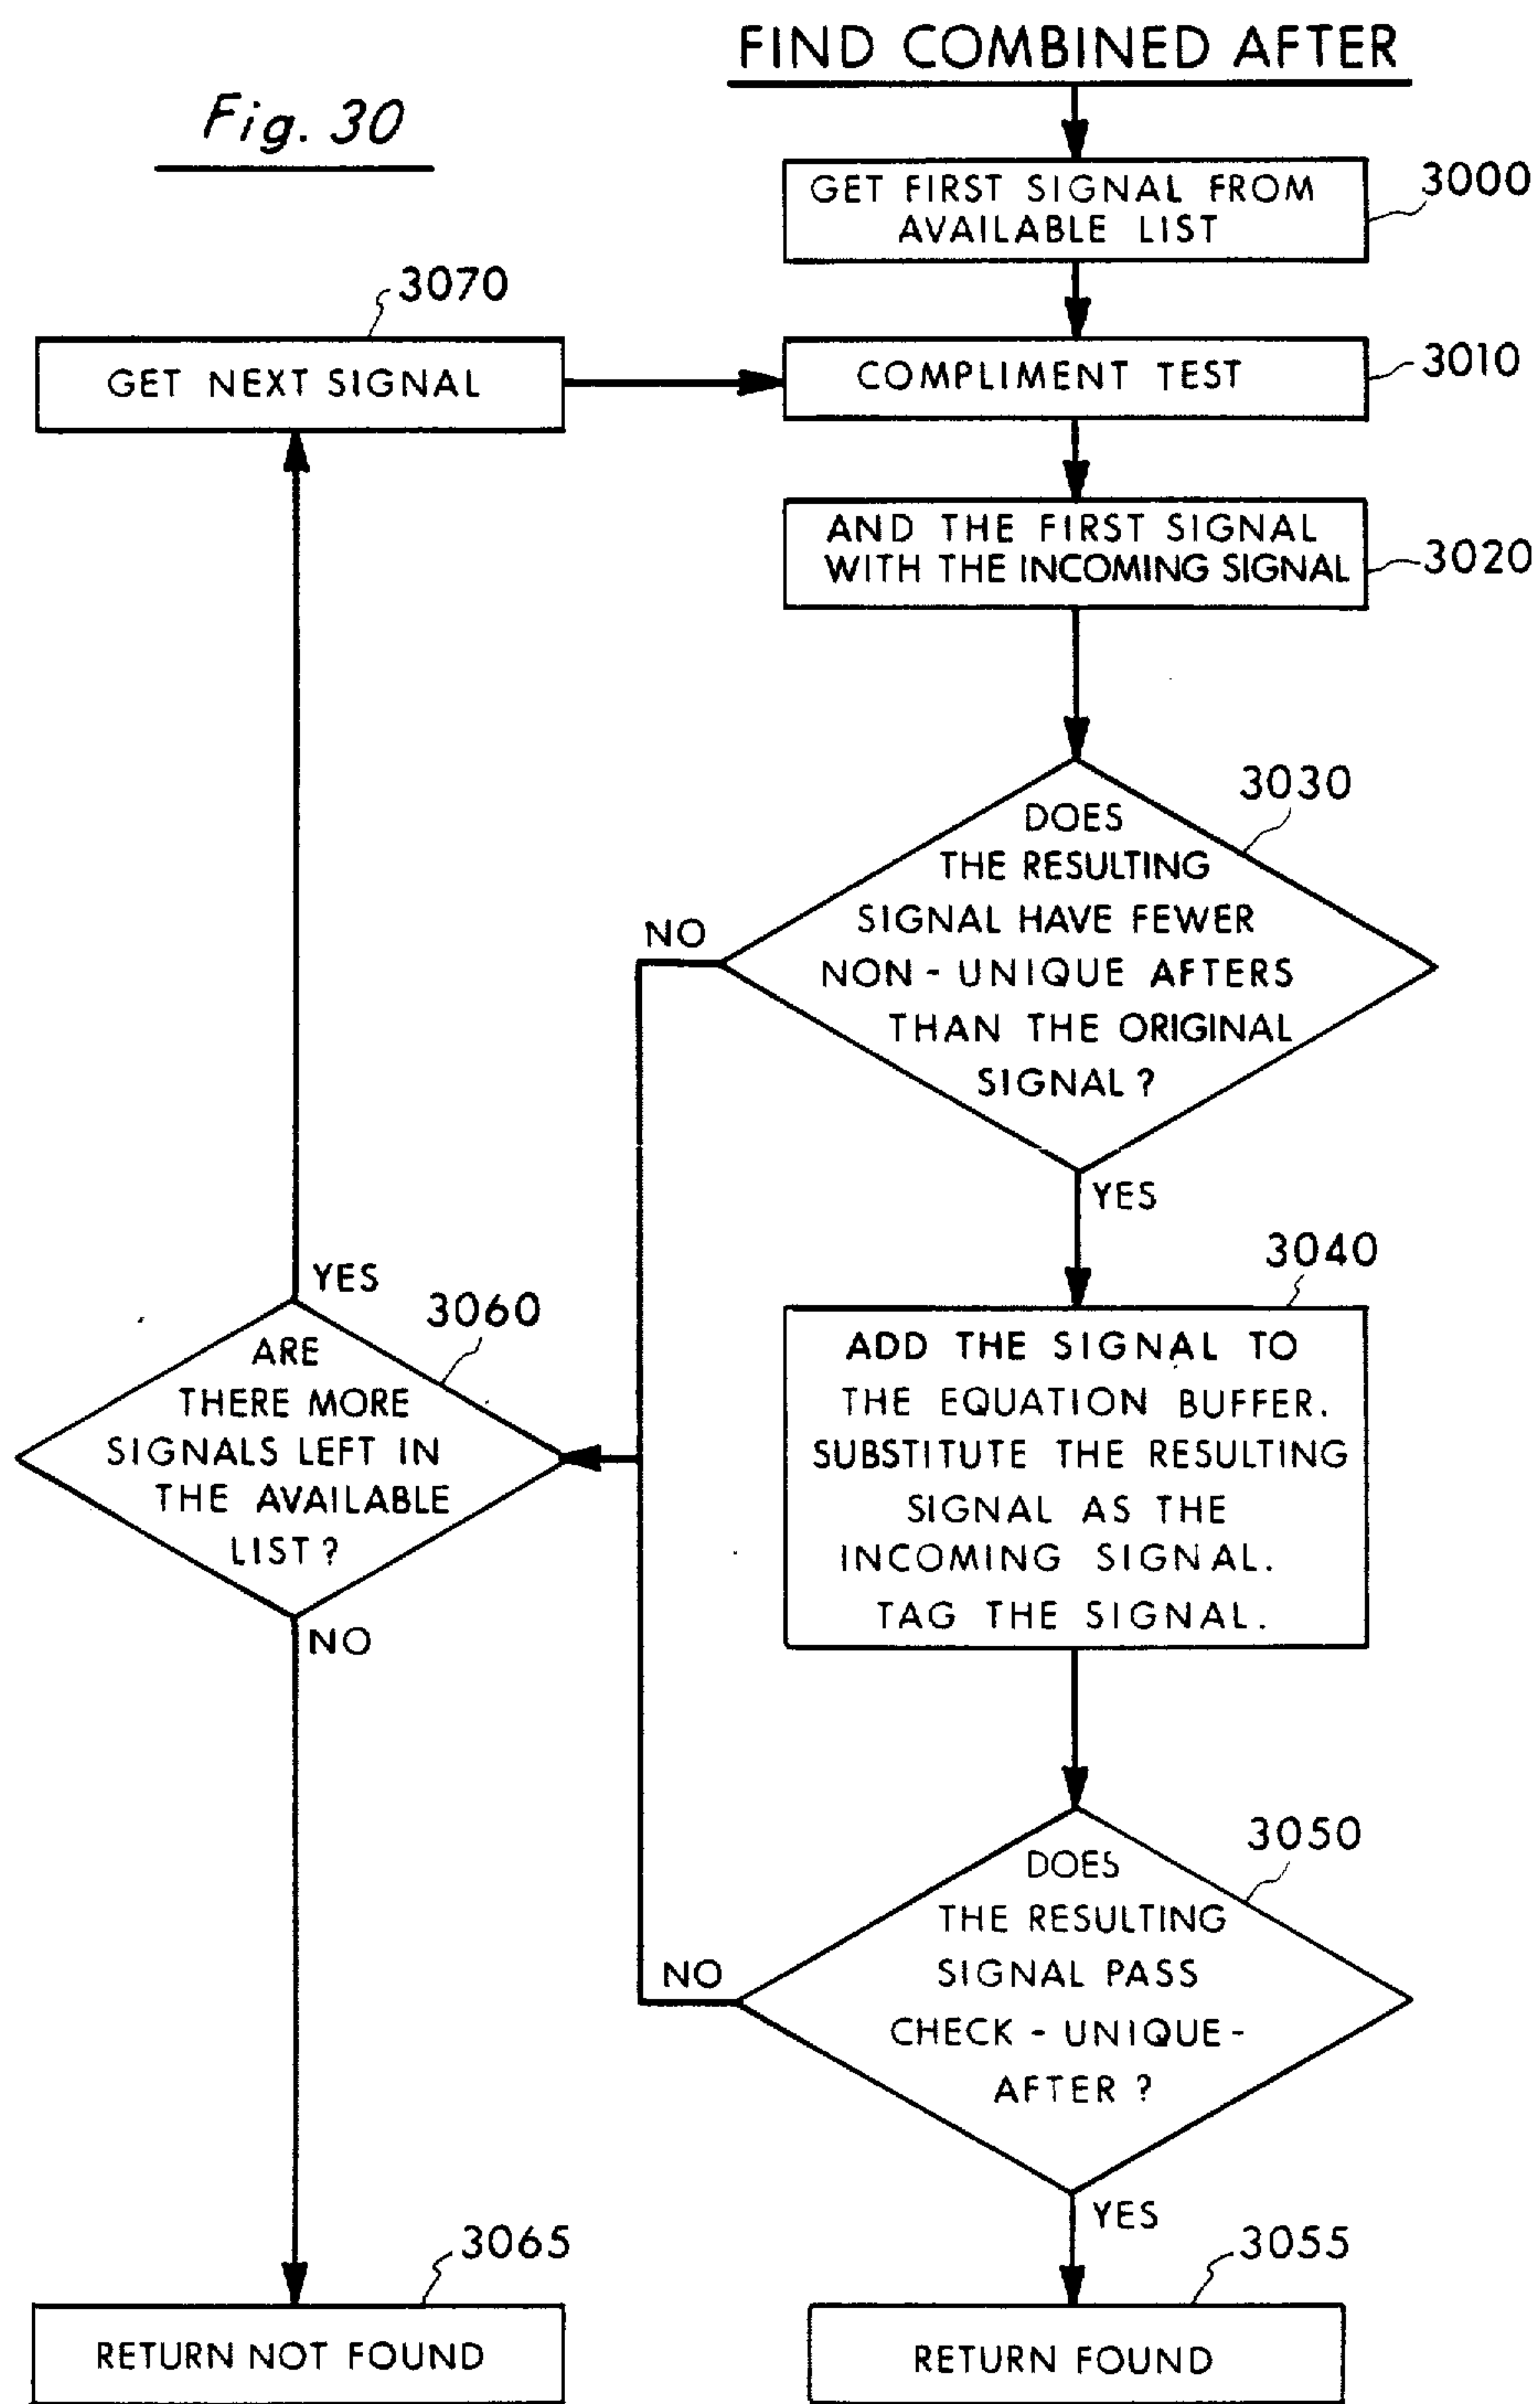 FIND COMBINED AFTER
Fig. 30
GET FIRST SIGNAL FROM
AVAILABLE LIST
3000
3070
GET NEXT SIGNAL
COMPLIMENT TEST
3010
AND THE FIRST SIGNAL
WITH THE INCOMING SIGNAL
3020
3030
DOES
THE RESULTING
SIGNAL HAVE FEWER
NON - UNIQUE AFTERS
THAN THE ORIGINAL
SIGNAL?
NO
YES
3040
ADD THE SIGNAL TO
THE EQUATION BUFFER.
SUBSTITUTE THE RESULTING
SIGNAL AS THE
INCOMING SIGNAL.
TAG THE SIGNAL.
YES
3060
ARE
THERE MORE
SIGNALS LEFT IN
THE AVAILABLE
LIST?
NO
3050
DOES
THE RESULTING
SIGNAL PASS
CHECK - UNIQUE -
AFTER?
NO
YES
3065
RETURN NOT FOUND
3055
RETURN FOUND